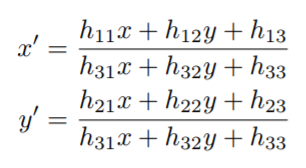 x′ = (h₁₁x + h₁₂y + h₁₃) / (h₃₁x + h₃₂y + h₃₃)
y′ = (h₂₁x + h₂₂y + h₂₃) / (h₃₁x + h₃₂y + h₃₃)